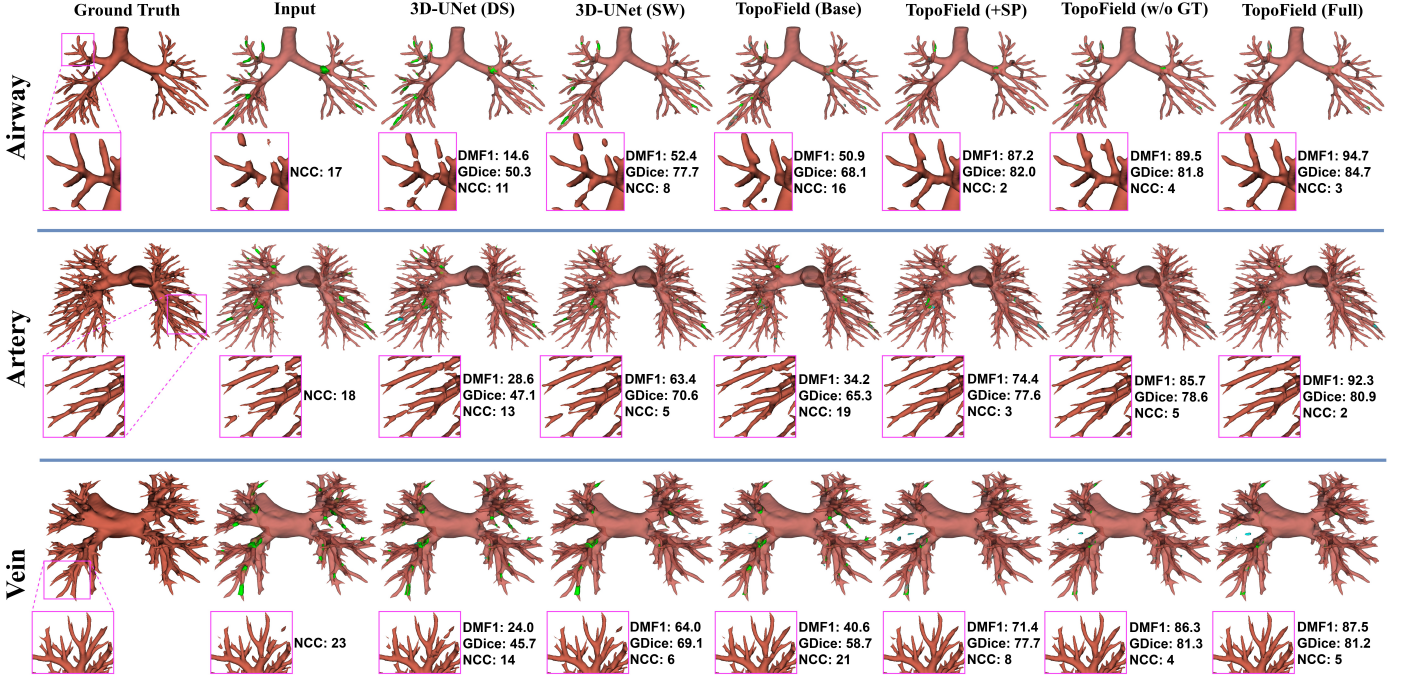 Ground Truth
Input
3D-UNet (DS)
3D-UNet (SW)
TopoField (Base)
TopoField (+SP)
TopoField (w/o GT)
TopoField (Full)
Airway
NCC: 17
DMF1: 14.6
GDice: 50.3
NCC: 11
DMF1: 52.4
GDice: 77.7
NCC: 8
DMF1: 50.9
GDice: 68.1
NCC: 16
DMF1: 87.2
GDice: 82.0
NCC: 2
DMF1: 89.5
GDice: 81.8
NCC: 4
DMF1: 94.7
GDice: 84.7
NCC: 3
Artery
NCC: 18
DMF1: 28.6
GDice: 47.1
NCC: 13
DMF1: 63.4
GDice: 70.6
NCC: 5
DMF1: 34.2
GDice: 65.3
NCC: 19
DMF1: 74.4
GDice: 77.6
NCC: 3
DMF1: 85.7
GDice: 78.6
NCC: 5
DMF1: 92.3
GDice: 80.9
NCC: 2
Vein
NCC: 23
DMF1: 24.0
GDice: 45.7
NCC: 14
DMF1: 64.0
GDice: 69.1
NCC: 6
DMF1: 40.6
GDice: 58.7
NCC: 21
DMF1: 71.4
GDice: 77.7
NCC: 8
DMF1: 86.3
GDice: 81.3
NCC: 4
DMF1: 87.5
GDice: 81.2
NCC: 5